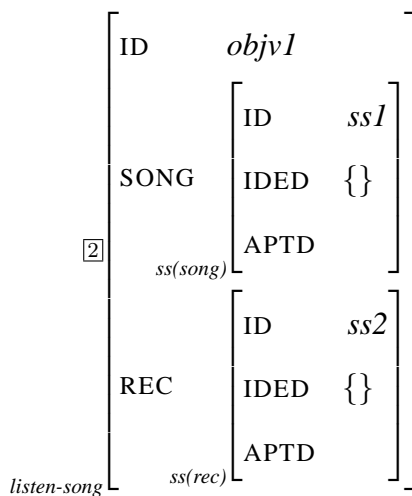 ID objv1
ID ss1
SONG IDED {}
2
APTD
ss(song)
ID ss2
REC IDED {}
APTD
ss(rec)
listen-song